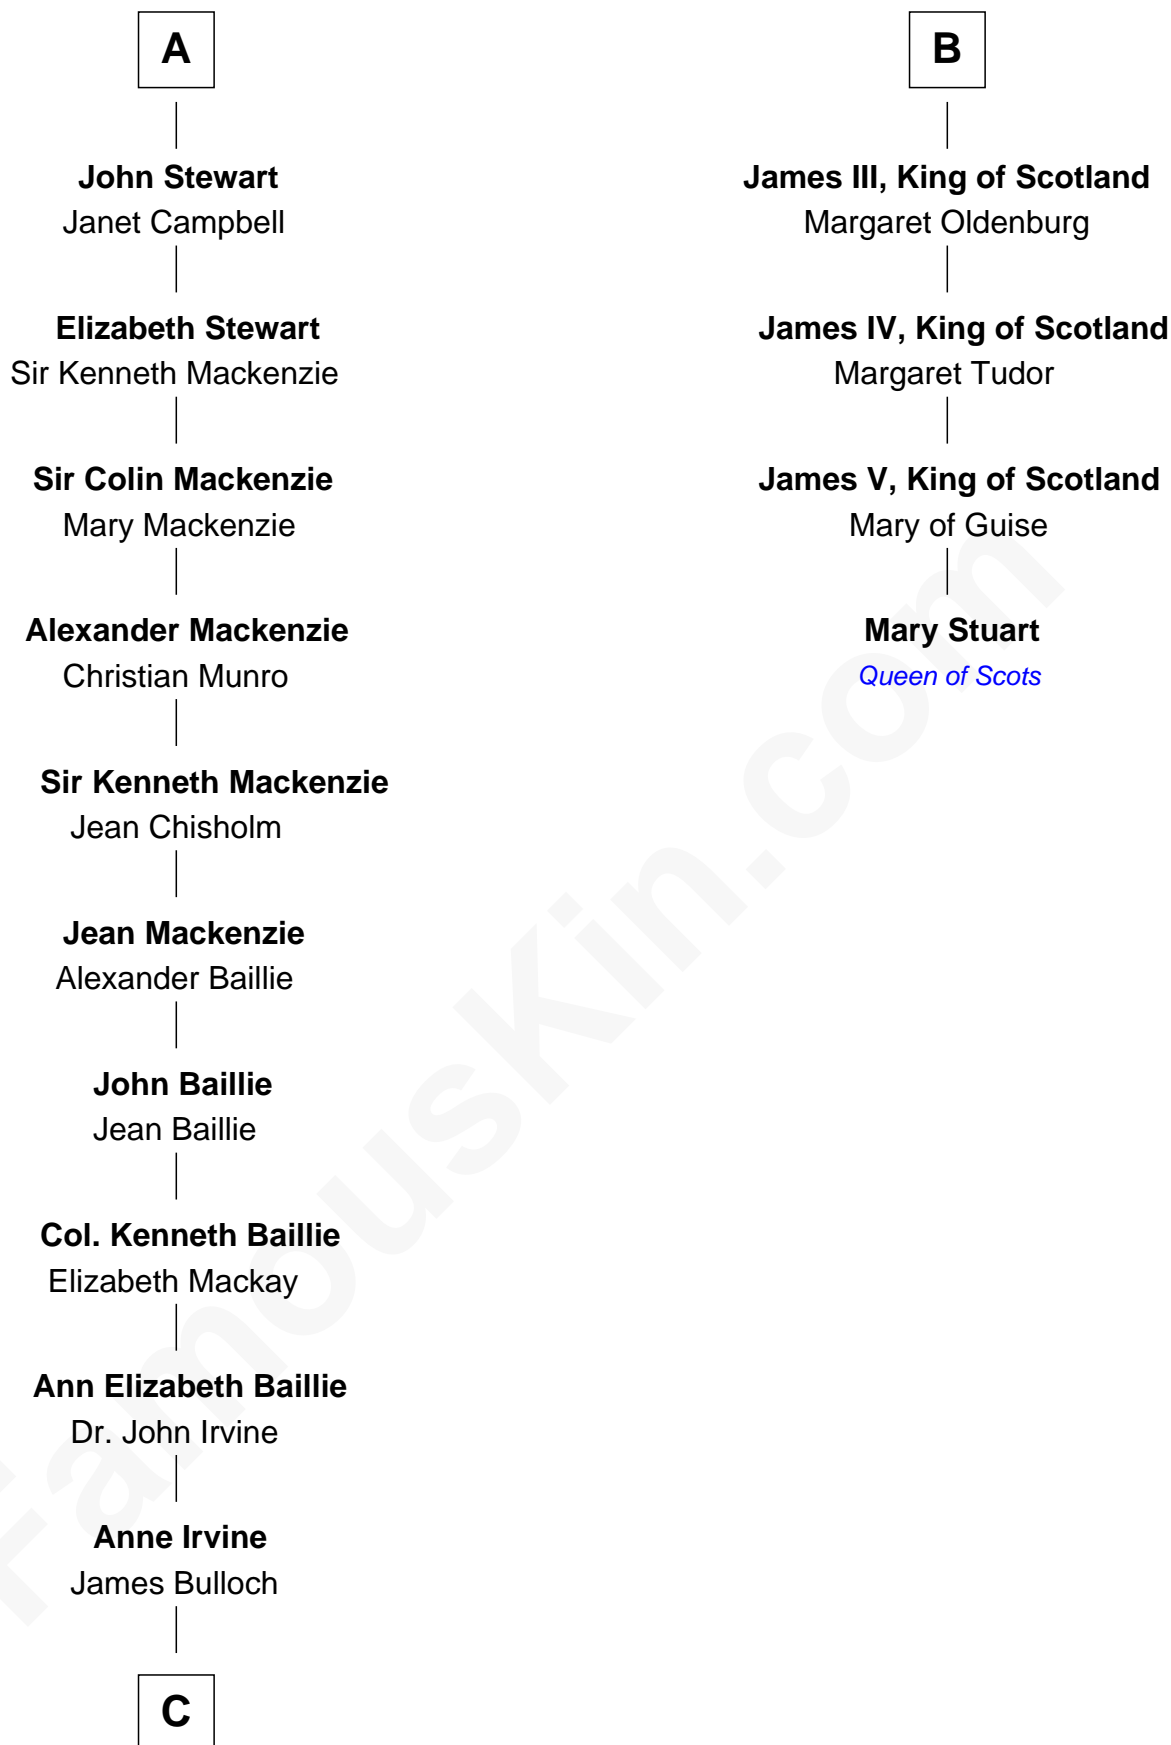 A
John Stewart
Janet Campbell
Elizabeth Stewart
Sir Kenneth Mackenzie
Sir Colin Mackenzie
Mary Mackenzie
Alexander Mackenzie
Christian Munro
Sir Kenneth Mackenzie
Jean Chisholm
Jean Mackenzie
Alexander Baillie
John Baillie
Jean Baillie
Col. Kenneth Baillie
Elizabeth Mackay
Ann Elizabeth Baillie
Dr. John Irvine
Anne Irvine
James Bulloch
C
B
James III, King of Scotland
Margaret Oldenburg
James IV, King of Scotland
Margaret Tudor
James V, King of Scotland
Mary of Guise
Mary Stuart
Queen of Scots
FamousKin.com